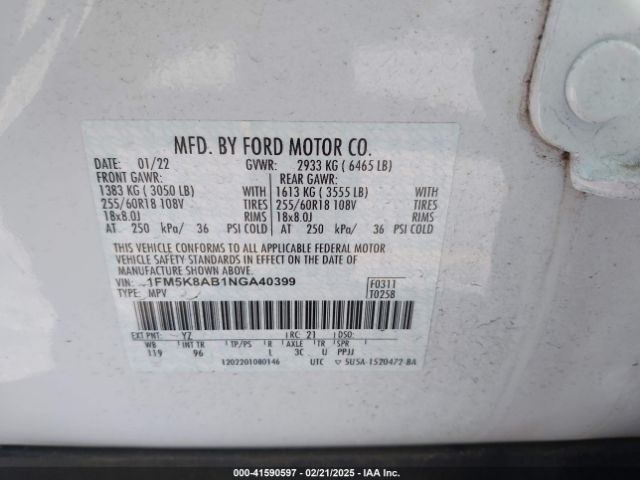 MFD. BY FORD MOTOR CO.
DATE: 01/22 GVWR: 2933 KG ( 6465 LB)
FRONT GAWR: REAR GAWR:
1383 KG ( 3050 LB) WITH 1613 KG ( 3555 LB) WITH
255/60R18 108V TIRES 255/60R18 108V TIRES
18x8.0J RIMS 18x8.0J RIMS
AT 250 kPa/ 36 PSI COLD AT 250 kPa/ 36 PSI COLD
THIS VEHICLE CONFORMS TO ALL APPLICABLE FEDERAL MOTOR
VEHICLE SAFETY STANDARDS IN EFFECT ON THE DATE OF
MANUFACTURE SHOWN ABOVE.
VIN: 1FM5K8AB1NGA40399 F0311
TYPE: MPV T0258
EXT PNT: YZ RC: 21 DSO:
WB INT TR TP/PS R AXLE TR SPR
119 96 L 3C U PPJJ
1202201080146 UTC ▽ 5U5A-1520472-BA
000-41590597 - 02/21/2025 - IAA Inc.